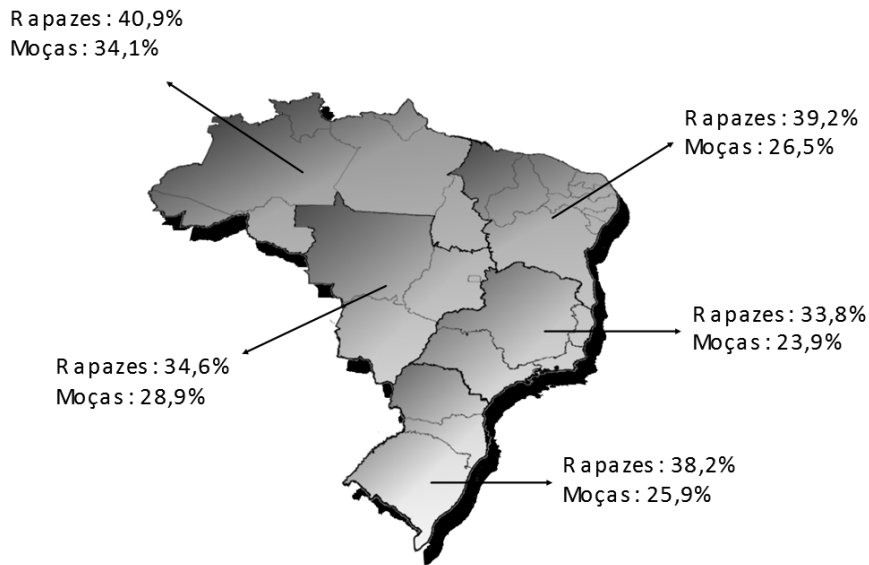 Rapazes: 40,9%
Moças: 34,1%
Rapazes: 39,2%
Moças: 26,5%
Rapazes: 33,8%
Moças: 23,9%
Rapazes: 34,6%
Moças: 28,9%
Rapazes: 38,2%
Moças: 25,9%